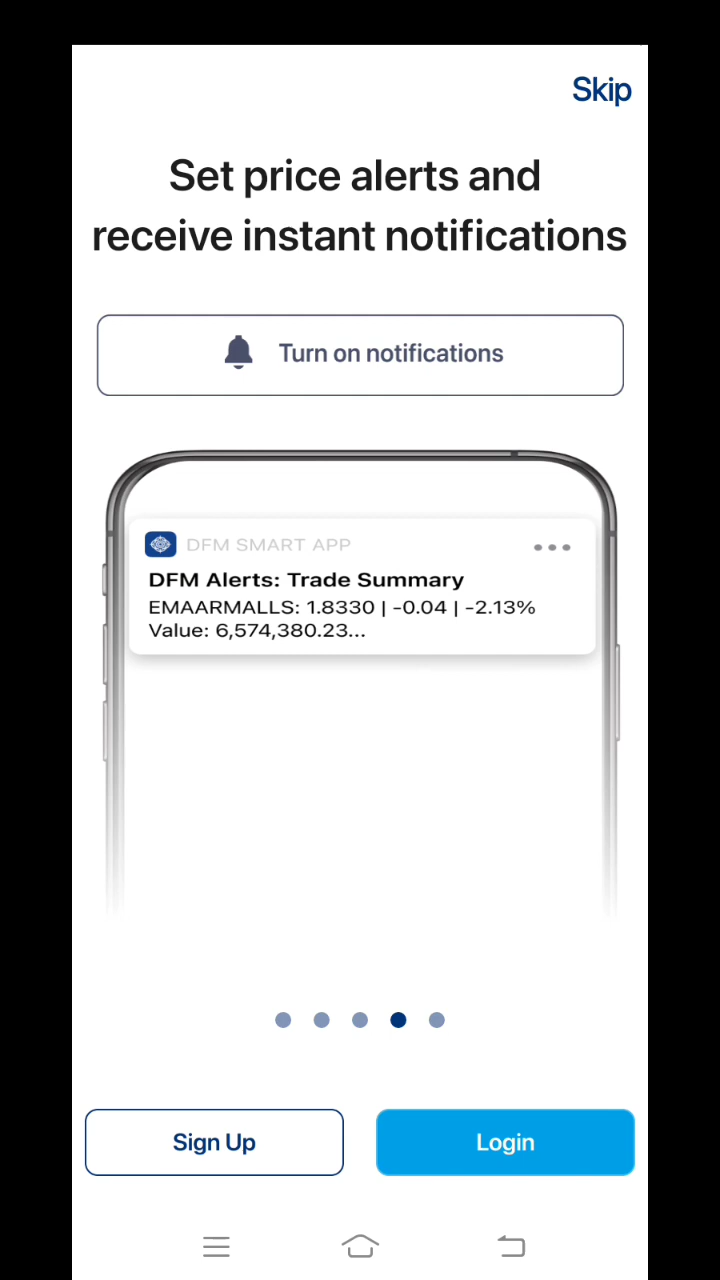 Skip
Set price alerts and
receive instant notifications
Turn on notifications
DFM SMART APP
DFM Alerts: Trade Summary
EMAARMALLS: 1.8330 | -0.04 | -2.13%
Value: 6,574,380.23...
Sign Up
Login